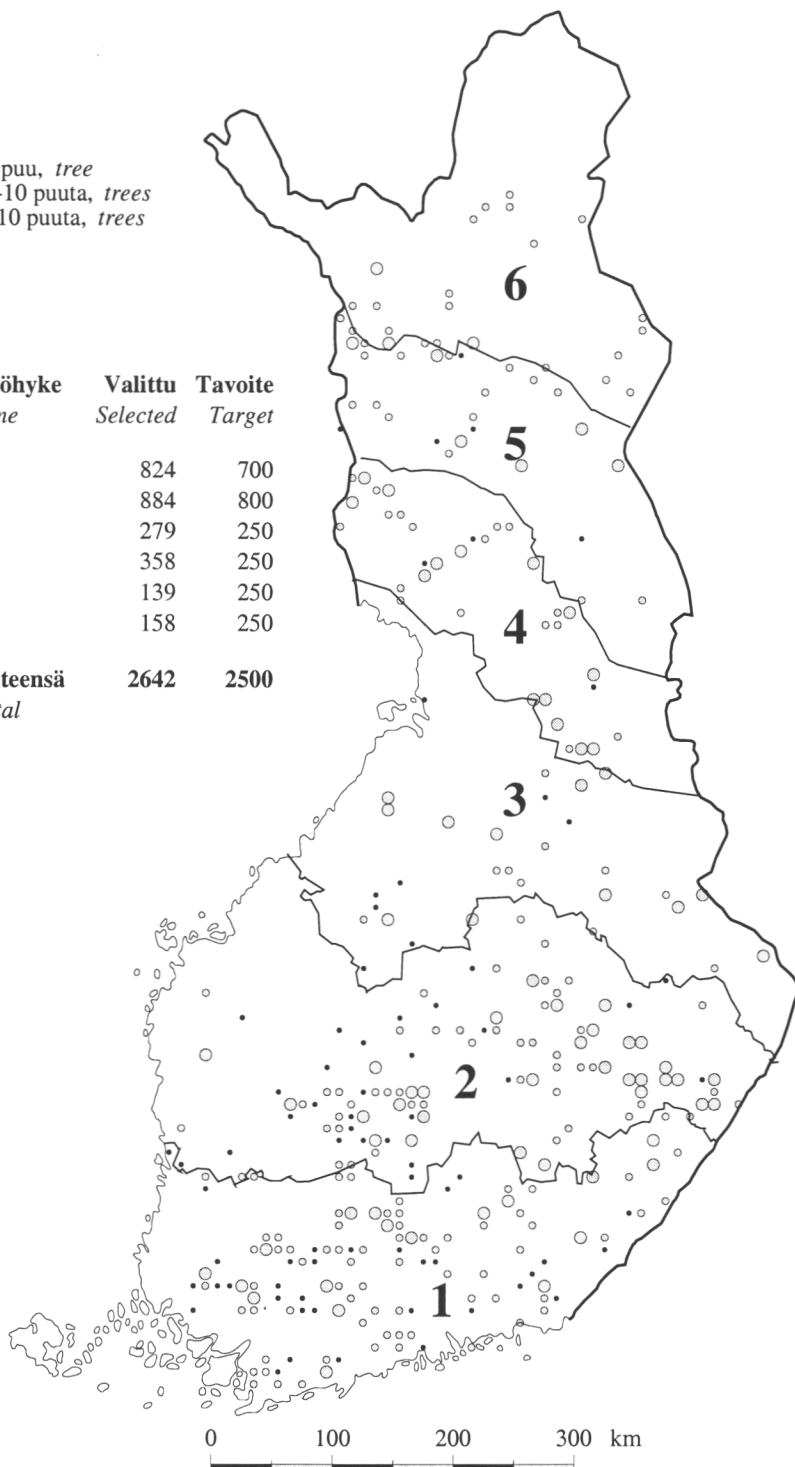 puu, tree
-10 puuta, trees
10 puuta, trees
öhyke Valittu Tavoite
ne Selected Target
824 700
884 800
279 250
358 250
139 250
158 250
teensä 2642 2500
tal
6
5
4
3
2
1
0 100 200 300 km